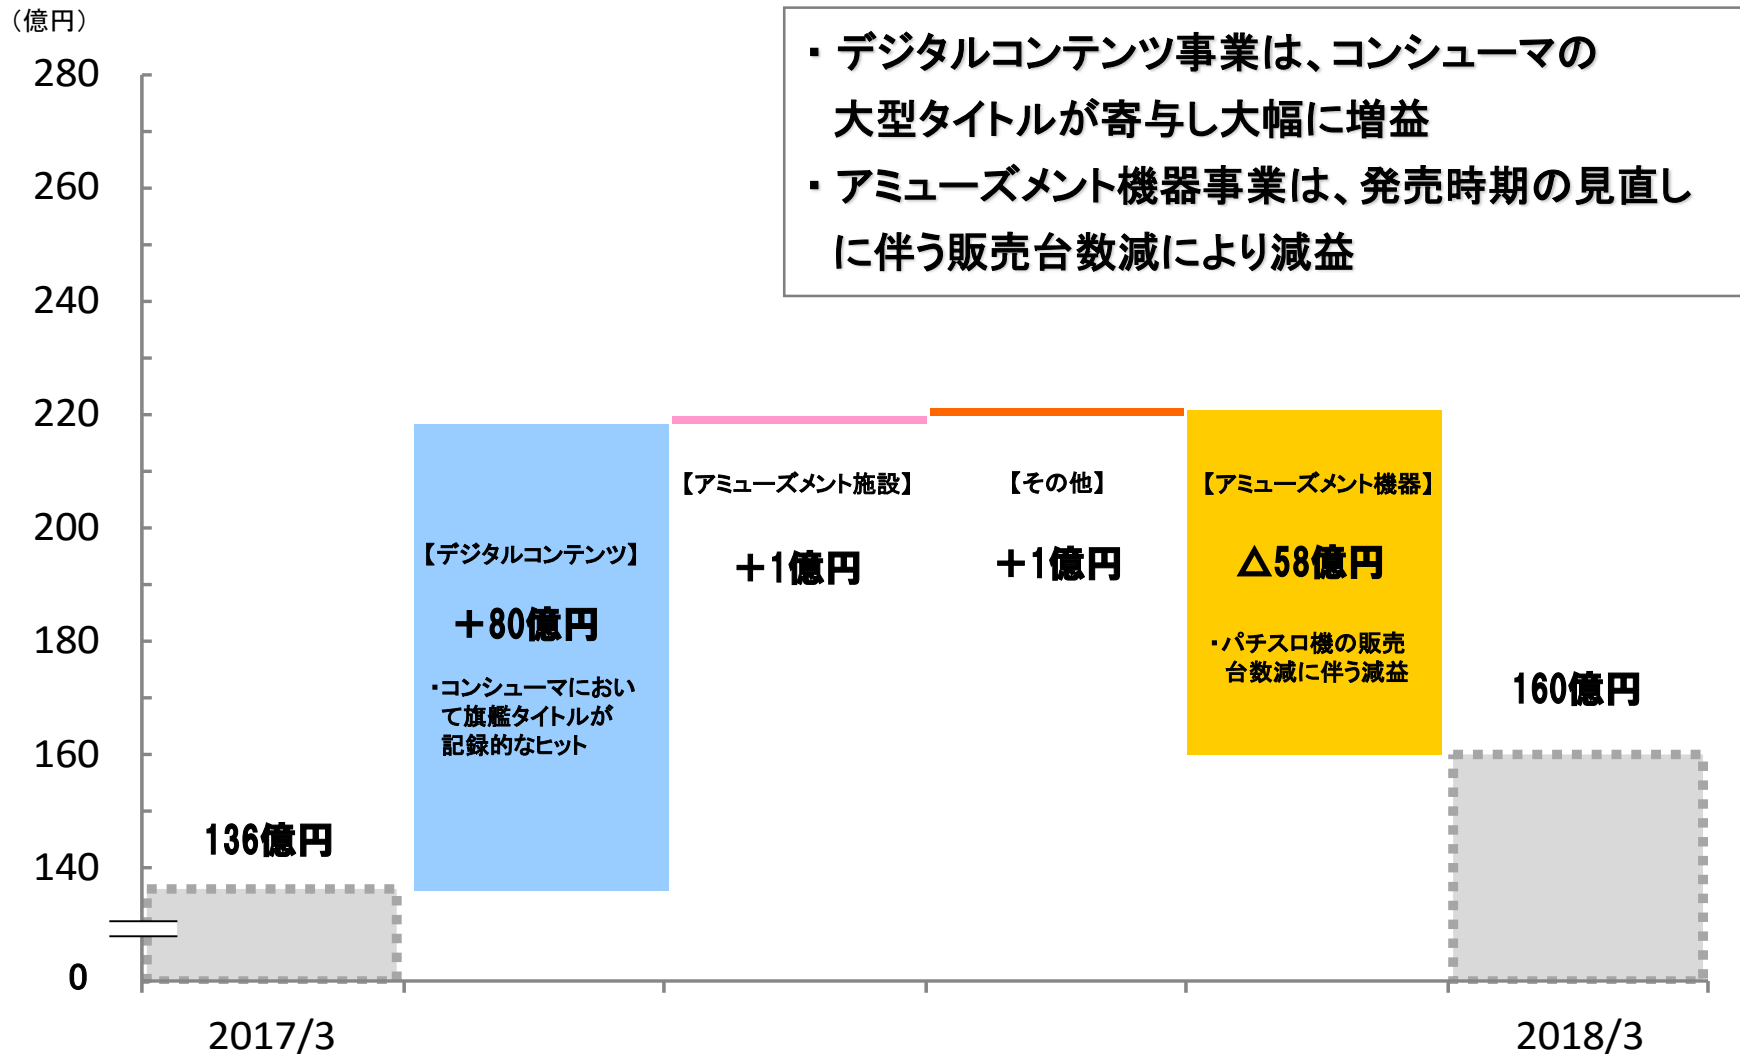 （億円）
・デジタルコンテンツ事業は、コンシューマの
大型タイトルが寄与し大幅に増益
・アミューズメント機器事業は、発売時期の見直し
に伴う販売台数減により減益
280
260
240
220
200
180
160
140
0
136億円
【デジタルコンテンツ】
＋80億円
・コンシューマにおい
て旗艦タイトルが
記録的なヒット
【アミューズメント施設】
＋1億円
【その他】
＋1億円
【アミューズメント機器】
△58億円
・パチスロ機の販売
台数減に伴う減益
160億円
2017/3
2018/3